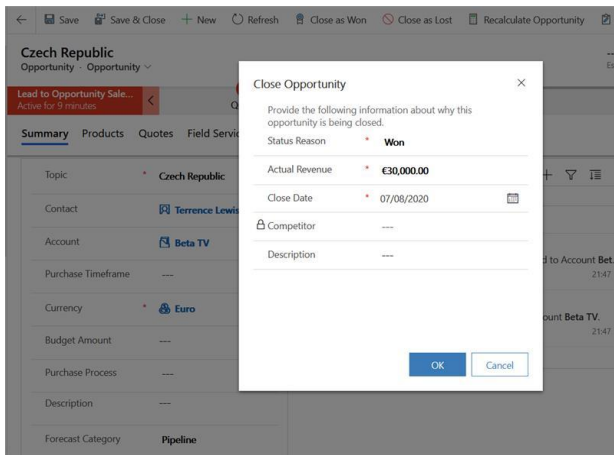 Save Save & Close New Refresh Close as Won Close as Lost Recalculate Opportunity
Czech Republic
Opportunity · Opportunity
Lead to Opportunity Sale...
Active for 9 minutes
Summary Products Quotes Field Servic
Topic * Czech Republic
Contact Terrence Lewis
Account Beta TV
Purchase Timeframe ---
Currency * Euro
Budget Amount ---
Purchase Process ---
Description ---
Forecast Category Pipeline
Close Opportunity
Provide the following information about why this
opportunity is being closed.
Status Reason * Won
Actual Revenue * €30,000.00
Close Date * 07/08/2020
Competitor ---
Description ---
OK Cancel
d to Account Bet.
21:47
ount Beta TV.
21:47